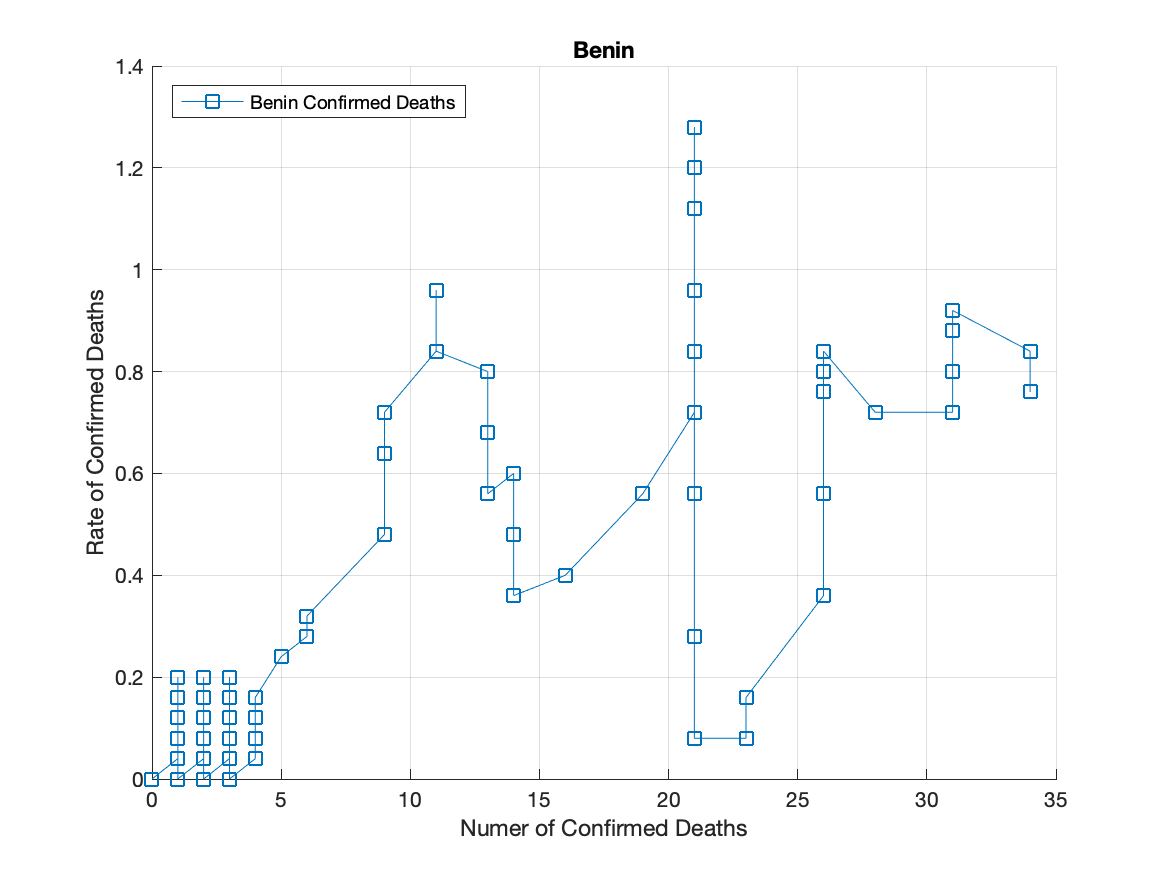 Benin
1.4
Benin Confirmed Deaths
1.2
1
0.8
0.6
0.4
0.2
0
Rate of Confirmed Deaths
0 5 10 15 20 25 30 35
Numer of Confirmed Deaths